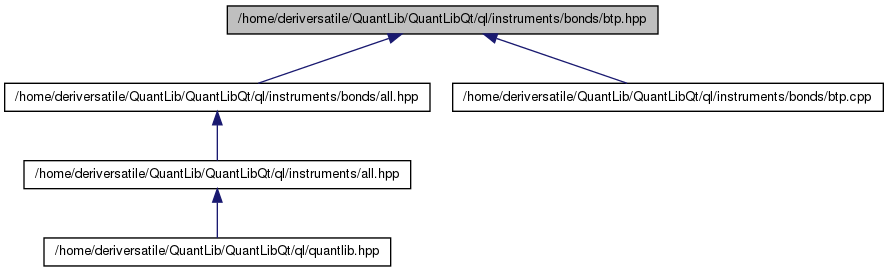 /home/deriversatile/QuantLib/QuantLibQt/ql/instruments/bonds/btp.hpp
/home/deriversatile/QuantLib/QuantLibQt/ql/instruments/bonds/all.hpp
/home/deriversatile/QuantLib/QuantLibQt/ql/instruments/bonds/btp.cpp
/home/deriversatile/QuantLib/QuantLibQt/ql/instruments/all.hpp
/home/deriversatile/QuantLib/QuantLibQt/ql/quantlib.hpp